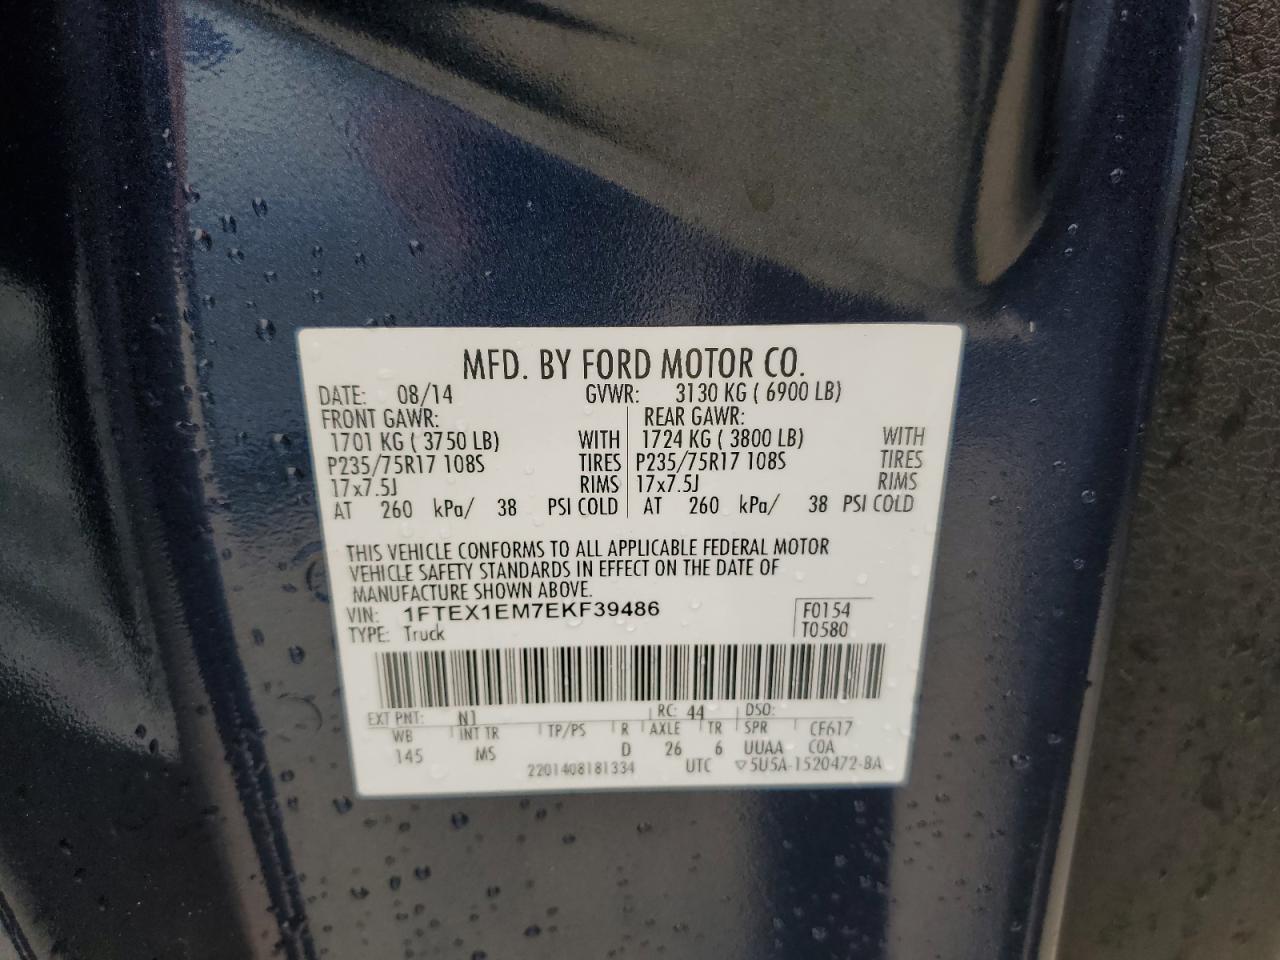 MFD. BY FORD MOTOR CO.
DATE: 08/14 GVWR: 3130 KG ( 6900 LB)
FRONT GAWR: REAR GAWR:
1701 KG ( 3750 LB) WITH 1724 KG ( 3800 LB) WITH
P235/75R17 108S TIRES P235/75R17 108S TIRES
17x7.5J RIMS 17x7.5J RIMS
AT 260 kPa/ 38 PSI COLD AT 260 kPa/ 38 PSI COLD
THIS VEHICLE CONFORMS TO ALL APPLICABLE FEDERAL MOTOR
VEHICLE SAFETY STANDARDS IN EFFECT ON THE DATE OF
MANUFACTURE SHOWN ABOVE.
VIN: 1FTEX1EM7EKF39486 F0154
TYPE: Truck T0580
EXT PNT: N1 RC: 44 DSO:
WB INT TR TP/PS R AXLE TR SPR CF617
145 MS D 26 6 UUAA COA
2201408181334 UTC ▽5U5A-1520472-BA